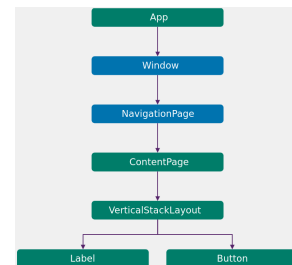 App
Window
NavigationPage
ContentPage
VerticalStackLayout
Label
Button